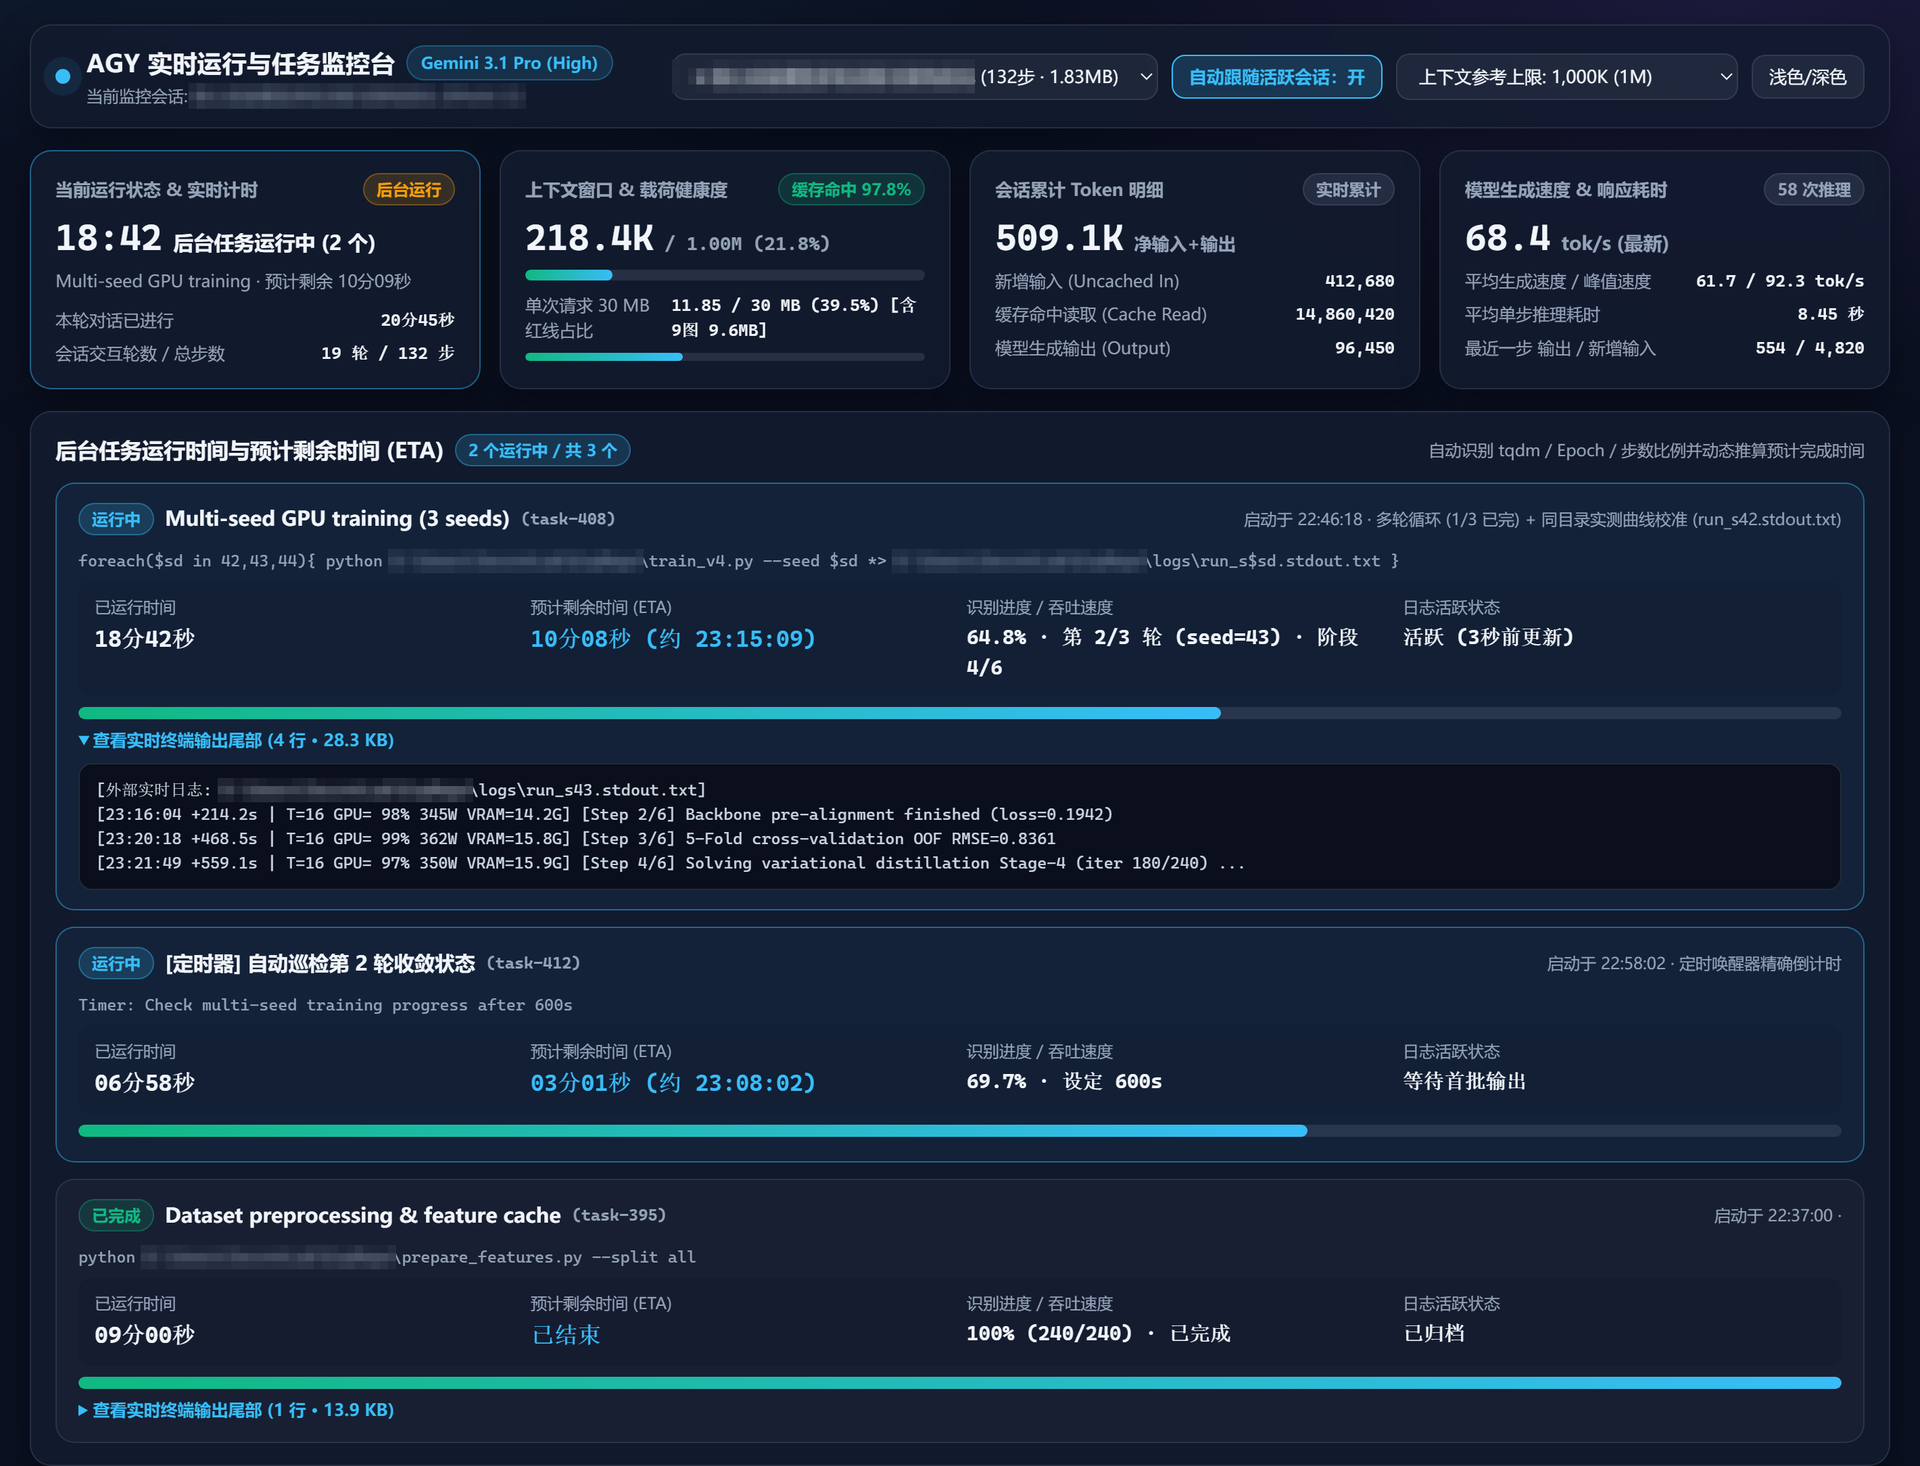 AGY 实时运行与任务监控台 Gemini 3.1 Pro (High)
当前监控会话:
(132步 · 1.83MB)
自动跟随活跃会话: 开
上下文参考上限: 1,000K (1M)
浅色/深色
当前运行状态 & 实时计时 后台运行
18:42 后台任务运行中 (2 个)
Multi-seed GPU training · 预计剩余 10分09秒
本轮对话已进行 20分45秒
会话交互轮数 / 总步数 19 轮 / 132 步
上下文窗口 & 载荷健康度 缓存命中 97.8%
218.4K / 1.00M (21.8%)
单次请求 30 MB 红线占比
11.85 / 30 MB (39.5%) [含 9图 9.6MB]
会话累计 Token 明细 实时累计
509.1K 净输入+输出
新增输入 (Uncached In) 412,680
缓存命中读取 (Cache Read) 14,860,420
模型生成输出 (Output) 96,450
模型生成速度 & 响应耗时 58 次推理
68.4 tok/s (最新)
平均生成速度 / 峰值速度 61.7 / 92.3 tok/s
平均单步推理耗时 8.45 秒
最近一步 输出 / 新增输入 554 / 4,820
后台任务运行时间与预计剩余时间 (ETA) 2 个运行中 / 共 3 个
自动识别 tqdm / Epoch / 步数比例并动态推算预计完成时间
运行中 Multi-seed GPU training (3 seeds) (task-408)
启动于 22:46:18 · 多轮循环 (1/3 已完) + 同目录实测曲线校准 (run_s42.stdout.txt)
foreach($sd in 42,43,44){ python \train_v4.py --seed $sd *> \logs\run_s$sd.stdout.txt }
已运行时间
18分42秒
预计剩余时间 (ETA)
10分08秒 (约 23:15:09)
识别进度 / 吞吐速度
64.8% · 第 2/3 轮 (seed=43) · 阶段
4/6
日志活跃状态
活跃 (3秒前更新)
▼查看实时终端输出尾部 (4 行 • 28.3 KB)
[外部实时日志: \logs\run_s43.stdout.txt]
[23:16:04 +214.2s | T=16 GPU= 98% 345W VRAM=14.2G] [Step 2/6] Backbone pre-alignment finished (loss=0.1942)
[23:20:18 +468.5s | T=16 GPU= 99% 362W VRAM=15.8G] [Step 3/6] 5-Fold cross-validation OOF RMSE=0.8361
[23:21:49 +559.1s | T=16 GPU= 97% 350W VRAM=15.9G] [Step 4/6] Solving variational distillation Stage-4 (iter 180/240) ...
运行中 [定时器] 自动巡检第 2 轮收敛状态 (task-412)
启动于 22:58:02 · 定时唤醒器精确倒计时
Timer: Check multi-seed training progress after 600s
已运行时间
06分58秒
预计剩余时间 (ETA)
03分01秒 (约 23:08:02)
识别进度 / 吞吐速度
69.7% · 设定 600s
日志活跃状态
等待首批输出
已完成 Dataset preprocessing & feature cache (task-395)
启动于 22:37:00 ·
python \prepare_features.py --split all
已运行时间
09分00秒
预计剩余时间 (ETA)
已结束
识别进度 / 吞吐速度
100% (240/240) · 已完成
日志活跃状态
已归档
▶查看实时终端输出尾部 (1 行 • 13.9 KB)